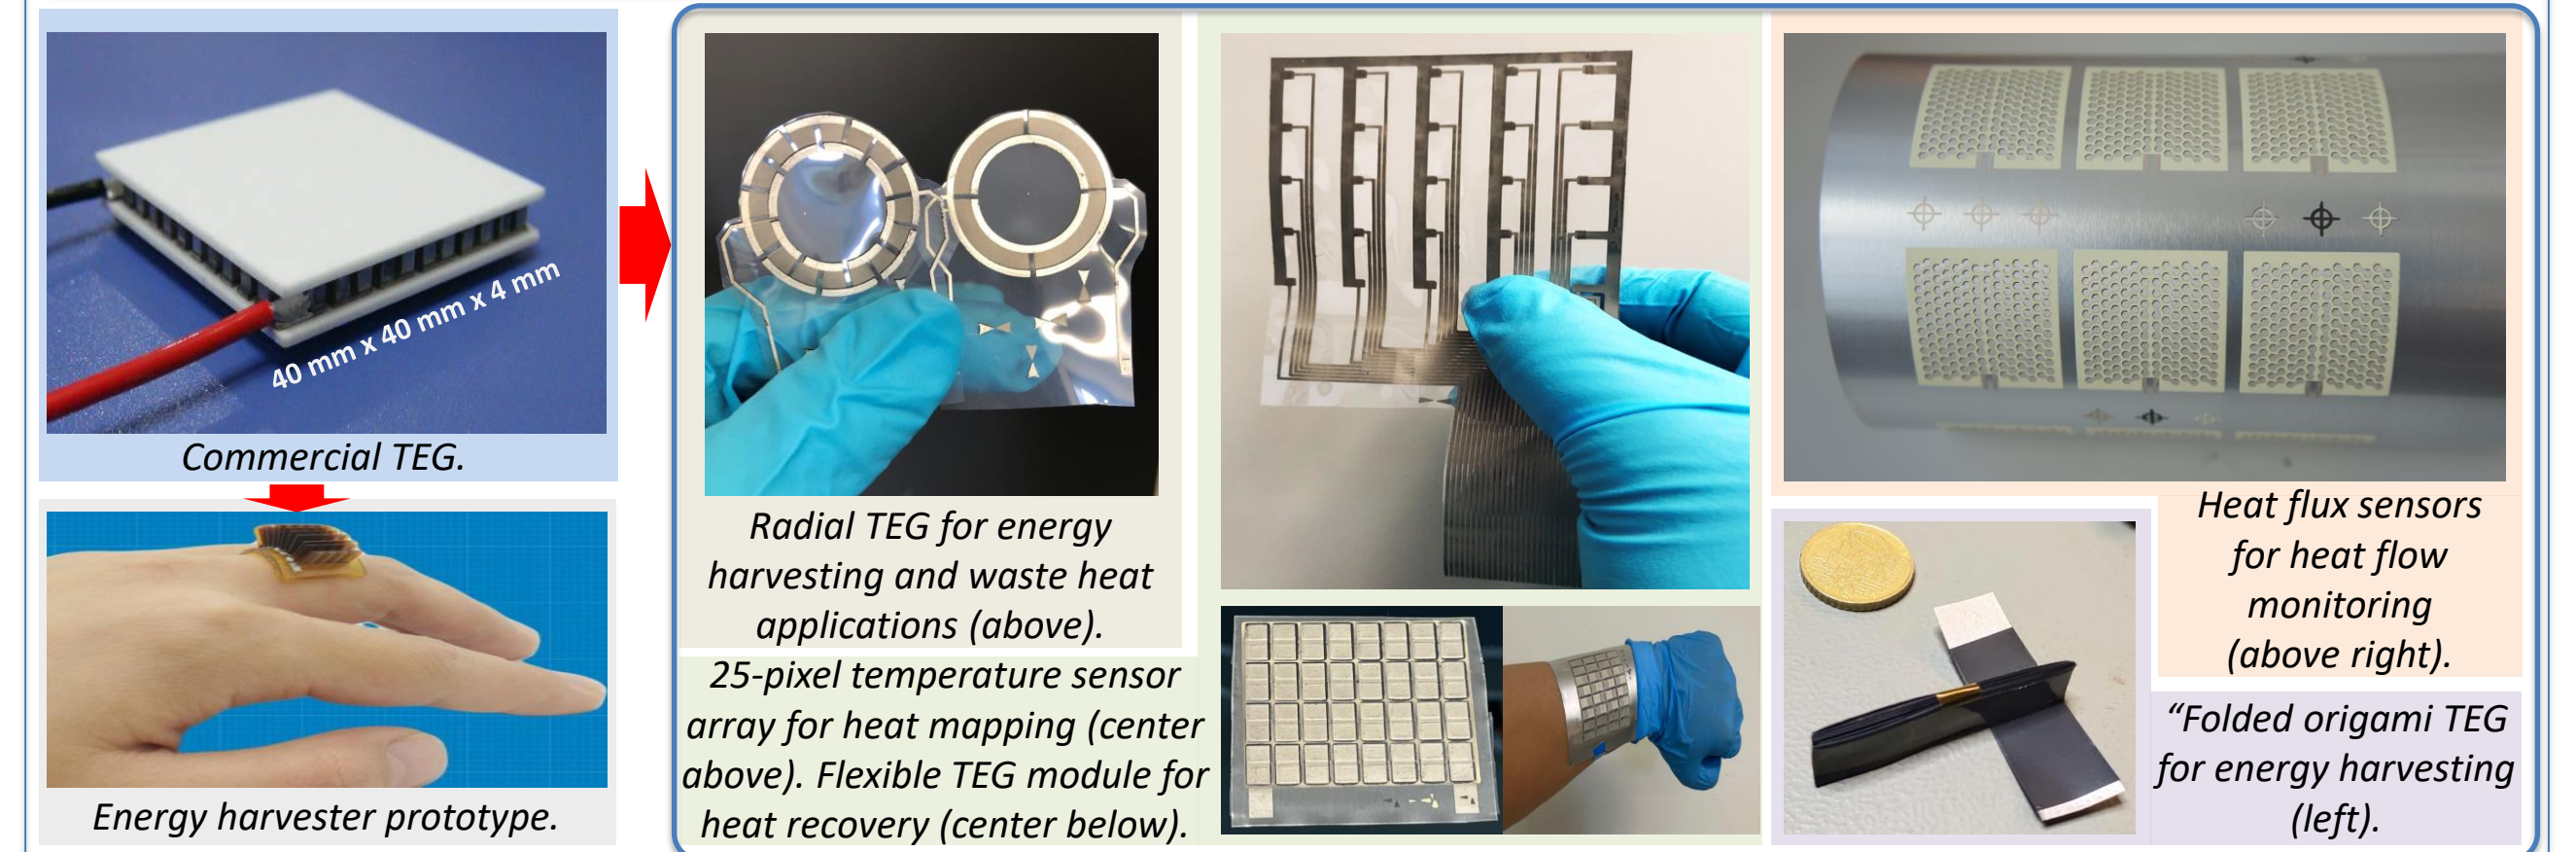 40 mm x 40 mm x 4 mm
Commercial TEG.
Energy harvester prototype.
Radial TEG for energy
harvesting and waste heat
applications (above).
25-pixel temperature sensor
array for heat mapping (center
above). Flexible TEG module for
heat recovery (center below).
Heat flux sensors
for heat flow
monitoring
(above right).
“Folded origami TEG
for energy harvesting
(left).